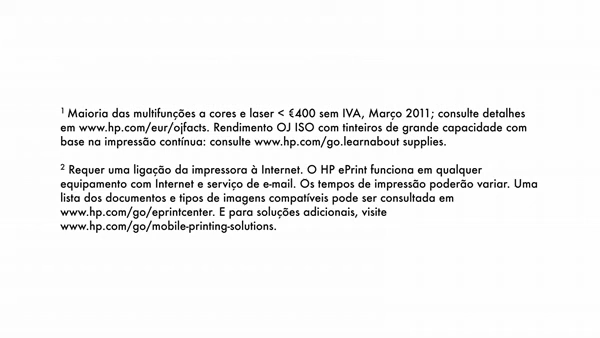 ¹ Maioria das multifunções a cores e laser < €400 sem IVA, Março 2011; consulte detalhes
em www.hp.com/eur/ojfacts. Rendimento OJ ISO com tinteiros de grande capacidade com
base na impressão contínua: consulte www.hp.com/go.learnabout supplies.
² Requer uma ligação da impressora à Internet. O HP ePrint funciona em qualquer
equipamento com Internet e serviço de e-mail. Os tempos de impressão poderão variar. Uma
lista dos documentos e tipos de imagens compatíveis pode ser consultada em
www.hp.com/go/eprintcenter. E para soluções adicionais, visite
www.hp.com/go/mobile-printing-solutions.